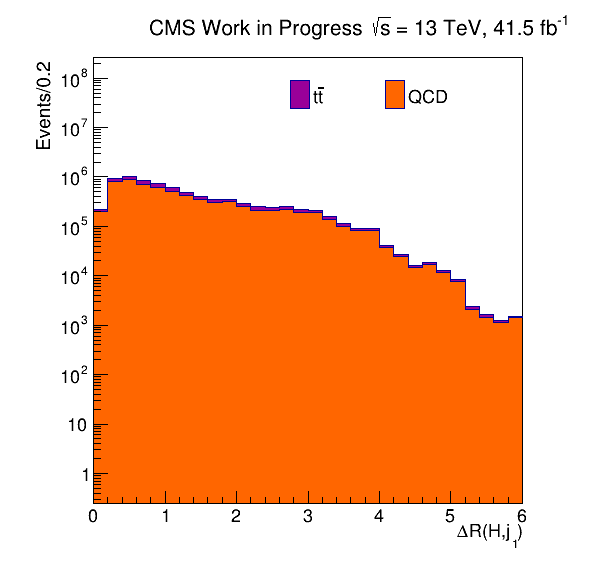 CMS Work in Progress √s = 13 TeV, 41.5 fb⁻¹
Events/0.2
tt̄ QCD
10⁸
10⁷
10⁶
10⁵
10⁴
10³
10²
10
1
0 1 2 3 4 5 6
ΔR(H,j₁)